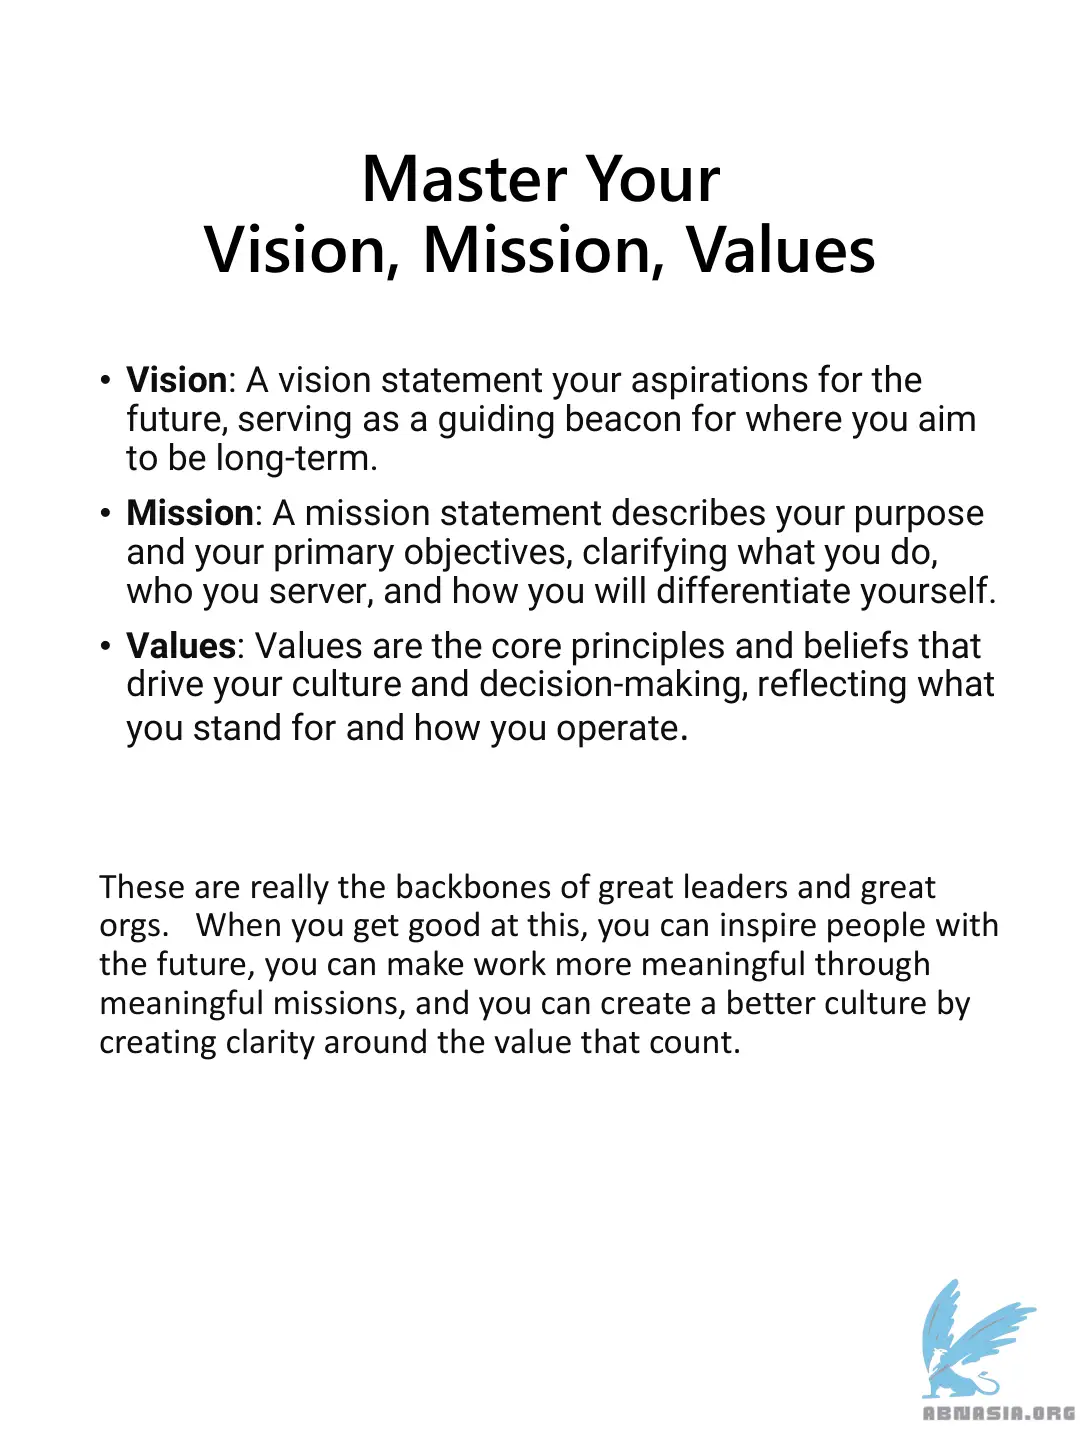 Master Your
Vision, Mission, Values
• Vision: A vision statement your aspirations for the
future, serving as a guiding beacon for where you aim
to be long-term.
• Mission: A mission statement describes your purpose
and your primary objectives, clarifying what you do,
who you server, and how you will differentiate yourself.
• Values: Values are the core principles and beliefs that
drive your culture and decision-making, reflecting what
you stand for and how you operate.
These are really the backbones of great leaders and great
orgs.   When you get good at this, you can inspire people with
the future, you can make work more meaningful through
meaningful missions, and you can create a better culture by
creating clarity around the value that count.
ABNASIA.ORG